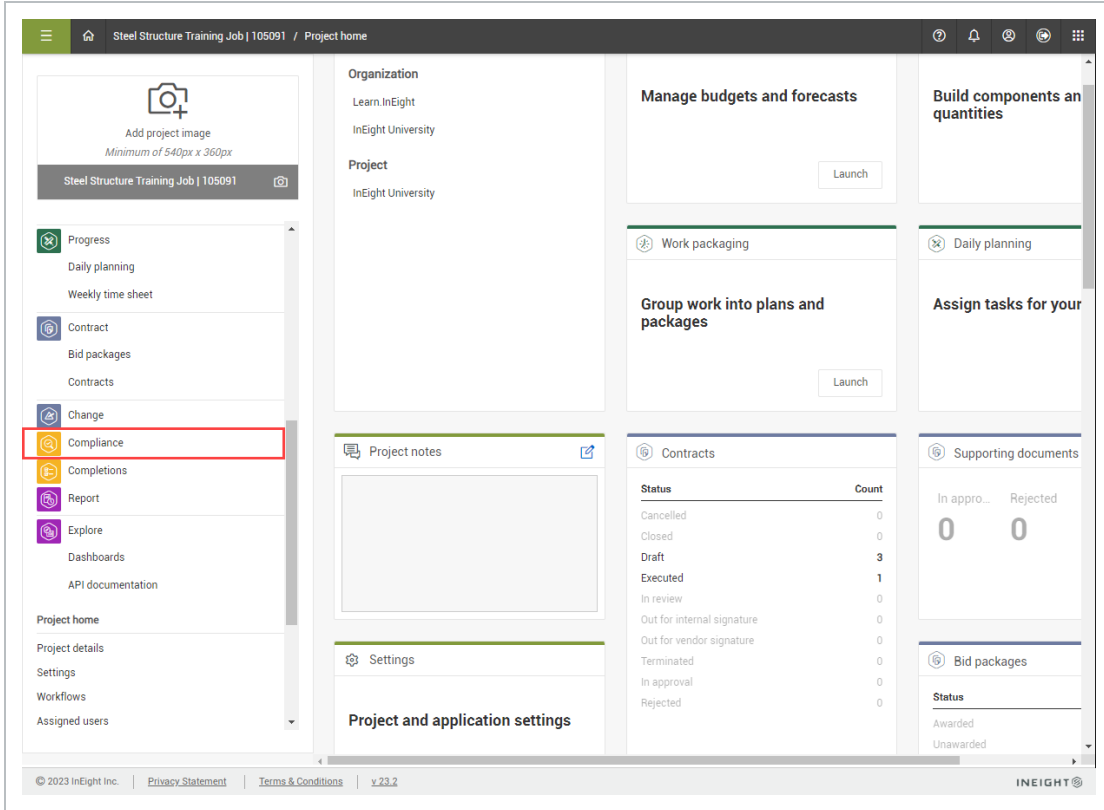 Steel Structure Training Job | 105091 / Project home
Add project image
Minimum of 540px x 360px
Steel Structure Training Job | 105091
Progress
Daily planning
Weekly time sheet
Contract
Bid packages
Contracts
Change
Compliance
Completions
Report
Explore
Dashboards
API documentation
Project home
Project details
Settings
Workflows
Assigned users
Organization
Learn.InEight
InEight University
Project
InEight University
Manage budgets and forecasts
Launch
Build components an
quantities
Work packaging
Group work into plans and
packages
Launch
Daily planning
Assign tasks for your
Project notes
Contracts
Status Count
Cancelled 0
Closed 0
Draft 3
Executed 1
In review 0
Out for internal signature 0
Out for vendor signature 0
Terminated 0
In approval 0
Rejected 0
Supporting documents
In appro... Rejected
0 0
Settings
Project and application settings
Bid packages
Status
Awarded
Unawarded
© 2023 InEight Inc. Privacy Statement Terms & Conditions v 23.2
INEIGHT